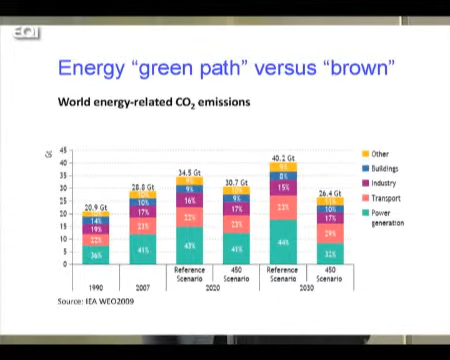 EQI
Energy “green path” versus “brown”
World energy-related CO2 emissions
Gt
45
40
35
30
25
20
15
10
5
0
20.9 Gt
14%
19%
22%
36%
28.8 Gt
10%
10%
17%
23%
41%
34.5 Gt
9%
16%
22%
43%
30.7 Gt
10%
9%
17%
23%
41%
40.2 Gt
8%
15%
23%
44%
26.4 Gt
10%
17%
29%
32%
Other
Buildings
Industry
Transport
Power
generation
Reference
Scenario
450
Scenario
Reference
Scenario
450
Scenario
1990
2007
2020
2030
Source: IEA WEO2009